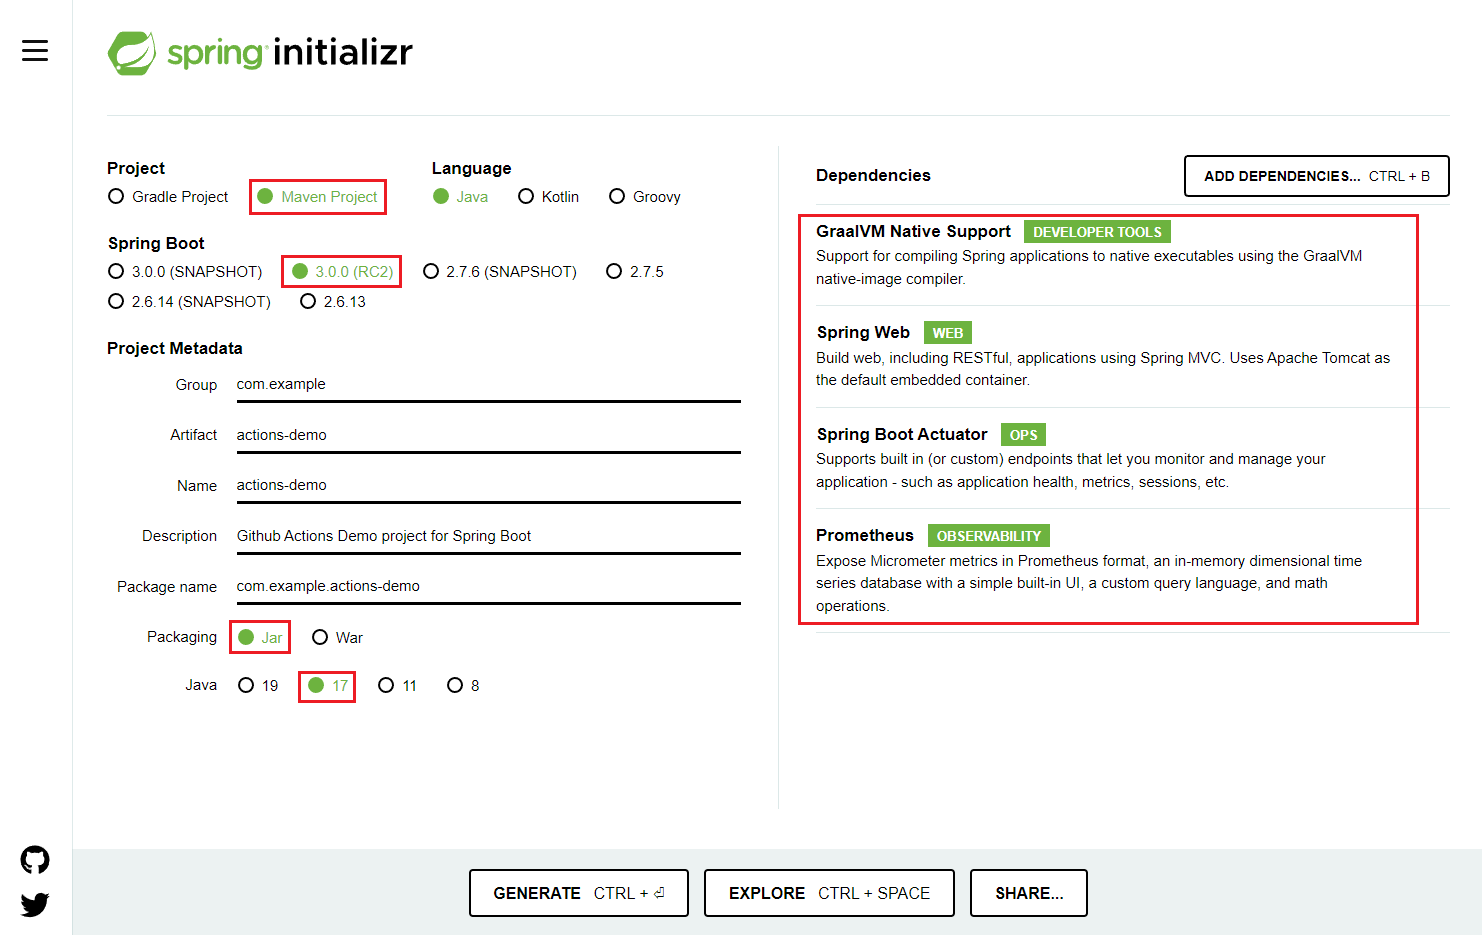 spring initializr
Project
Gradle Project
Maven Project
Language
Java
Kotlin
Groovy
Spring Boot
3.0.0 (SNAPSHOT)
3.0.0 (RC2)
2.7.6 (SNAPSHOT)
2.7.5
2.6.14 (SNAPSHOT)
2.6.13
Project Metadata
Group com.example
Artifact actions-demo
Name actions-demo
Description Github Actions Demo project for Spring Boot
Package name com.example.actions-demo
Packaging Jar War
Java 19 17 11 8
Dependencies
ADD DEPENDENCIES... CTRL + B
GraalVM Native Support DEVELOPER TOOLS
Support for compiling Spring applications to native executables using the GraalVM
native-image compiler.
Spring Web WEB
Build web, including RESTful, applications using Spring MVC. Uses Apache Tomcat as
the default embedded container.
Spring Boot Actuator OPS
Supports built in (or custom) endpoints that let you monitor and manage your
application - such as application health, metrics, sessions, etc.
Prometheus OBSERVABILITY
Expose Micrometer metrics in Prometheus format, an in-memory dimensional time
series database with a simple built-in UI, a custom query language, and math
operations.
GENERATE CTRL + ⏎
EXPLORE CTRL + SPACE
SHARE...